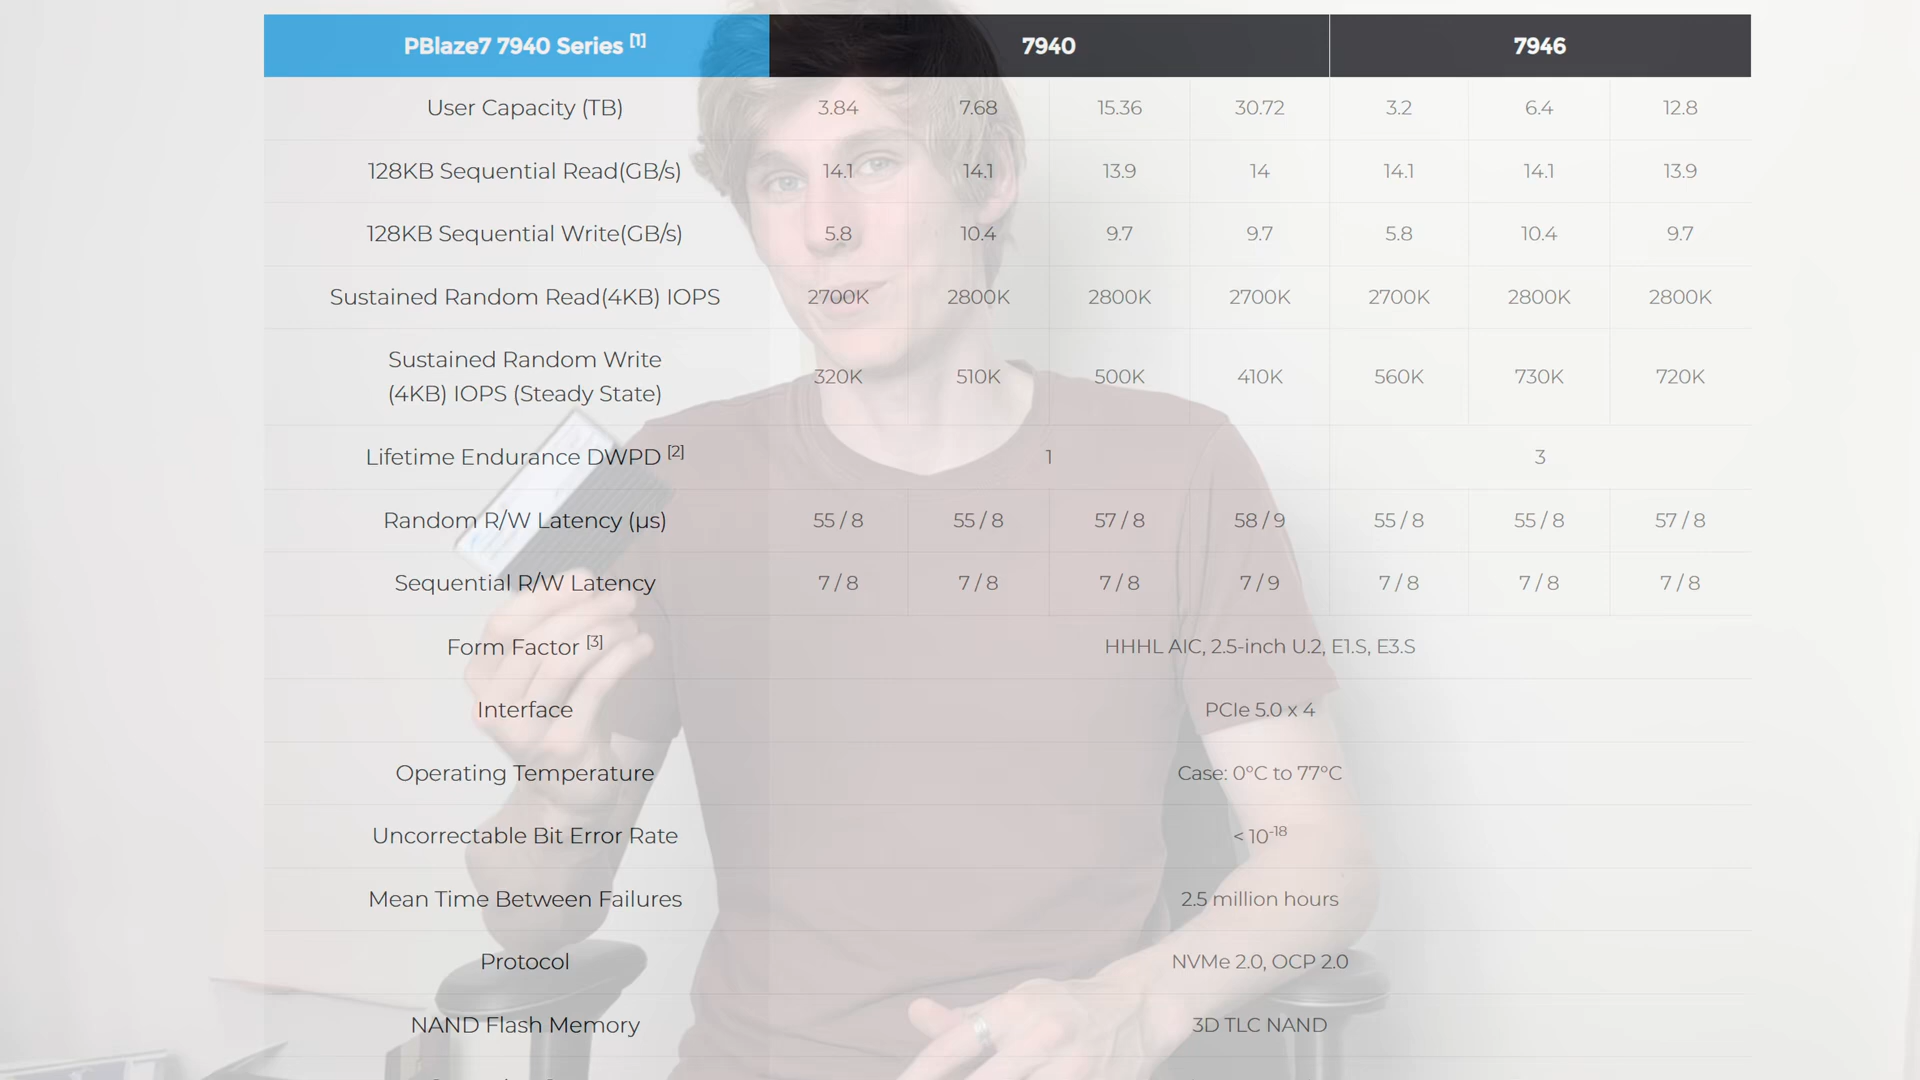 PBlaze7 7940 Series [1] 7940 7946
User Capacity (TB) 3.84 7.68 15.36 30.72 3.2 6.4 12.8
128KB Sequential Read(GB/s) 14.1 14.1 13.9 14 14.1 14.1 13.9
128KB Sequential Write(GB/s) 5.8 10.4 9.7 9.7 5.8 10.4 9.7
Sustained Random Read(4KB) IOPS 2700K 2800K 2800K 2700K 2700K 2800K 2800K
Sustained Random Write
(4KB) IOPS (Steady State) 320K 510K 500K 410K 560K 730K 720K
Lifetime Endurance DWPD [2] 1 3
Random R/W Latency (μs) 55 / 8 55 / 8 57 / 8 58 / 9 55 / 8 55 / 8 57 / 8
Sequential R/W Latency 7 / 8 7 / 8 7 / 8 7 / 9 7 / 8 7 / 8 7 / 8
Form Factor [3] HHHL AIC, 2.5-inch U.2, E1.S, E3.S
Interface PCIe 5.0 x 4
Operating Temperature Case: 0°C to 77°C
Uncorrectable Bit Error Rate < 10-18
Mean Time Between Failures 2.5 million hours
Protocol NVMe 2.0, OCP 2.0
NAND Flash Memory 3D TLC NAND